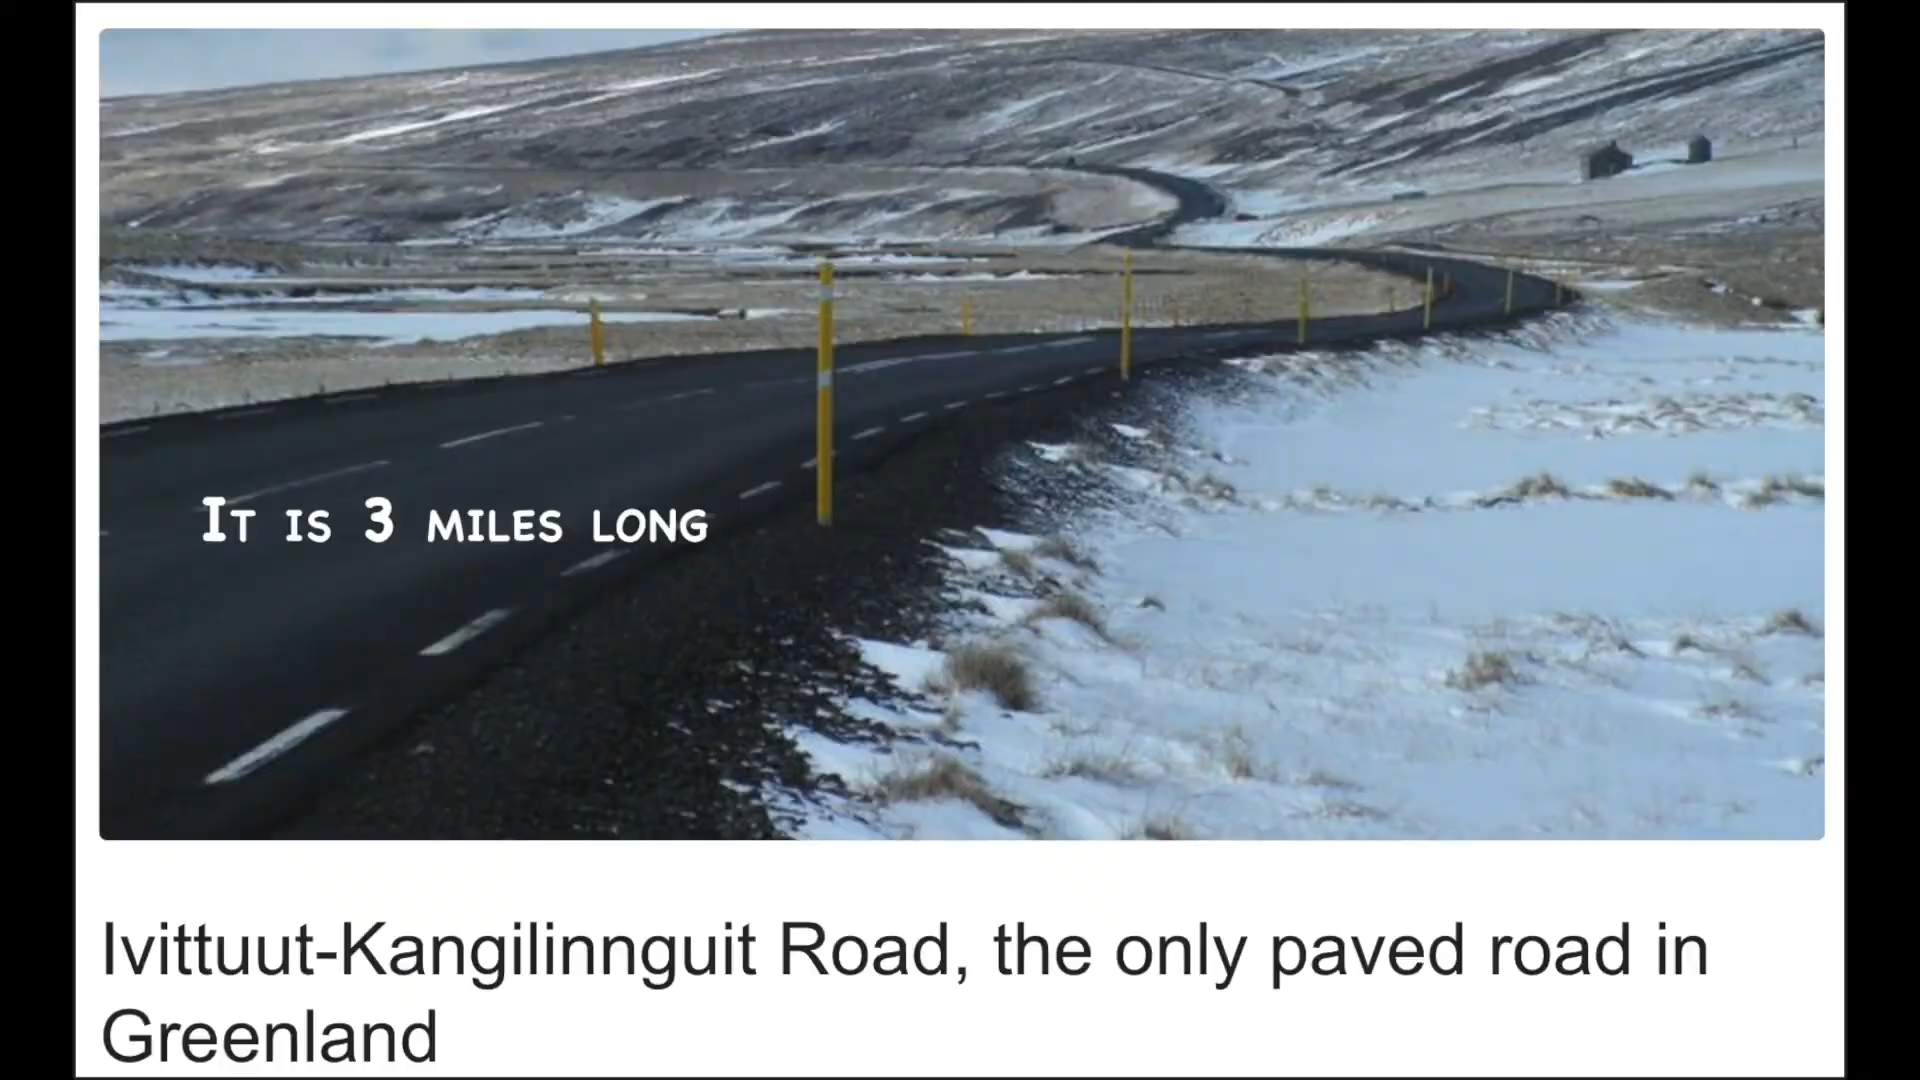 It is 3 miles long
Ivittuut-Kangilinnguit Road, the only paved road in
Greenland